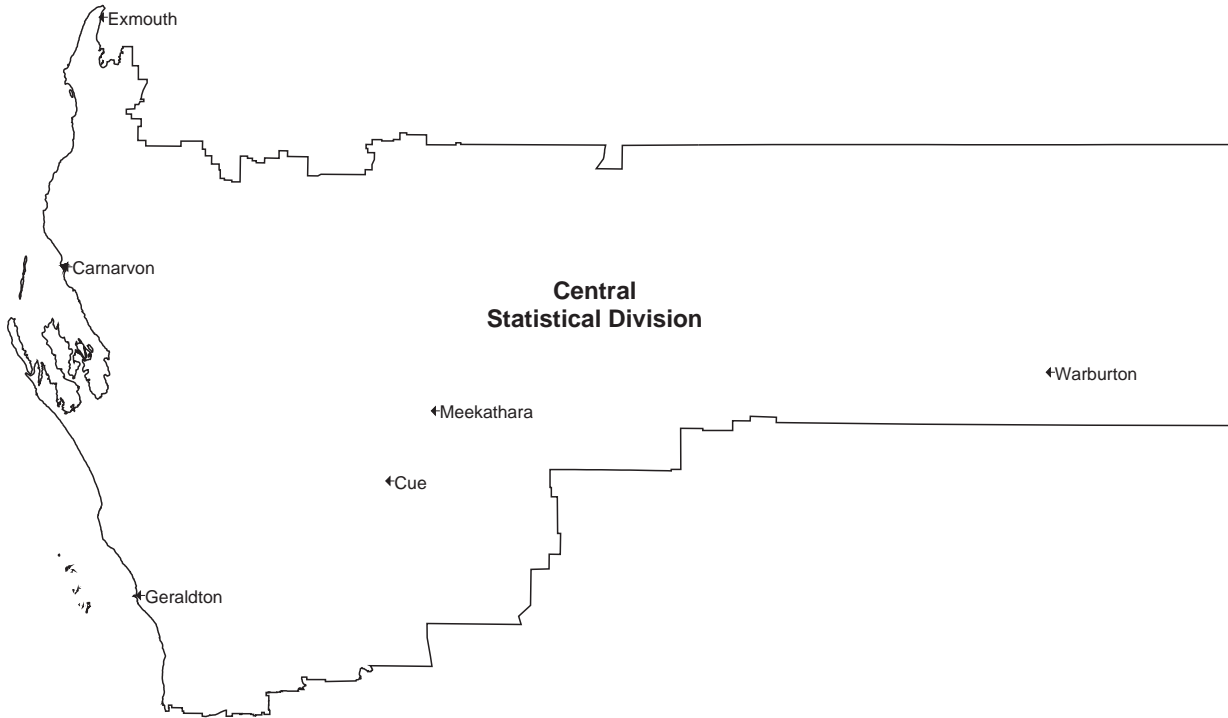 Exmouth
Carnarvon
Central
Statistical Division
Warburton
Meekathara
Cue
Geraldton